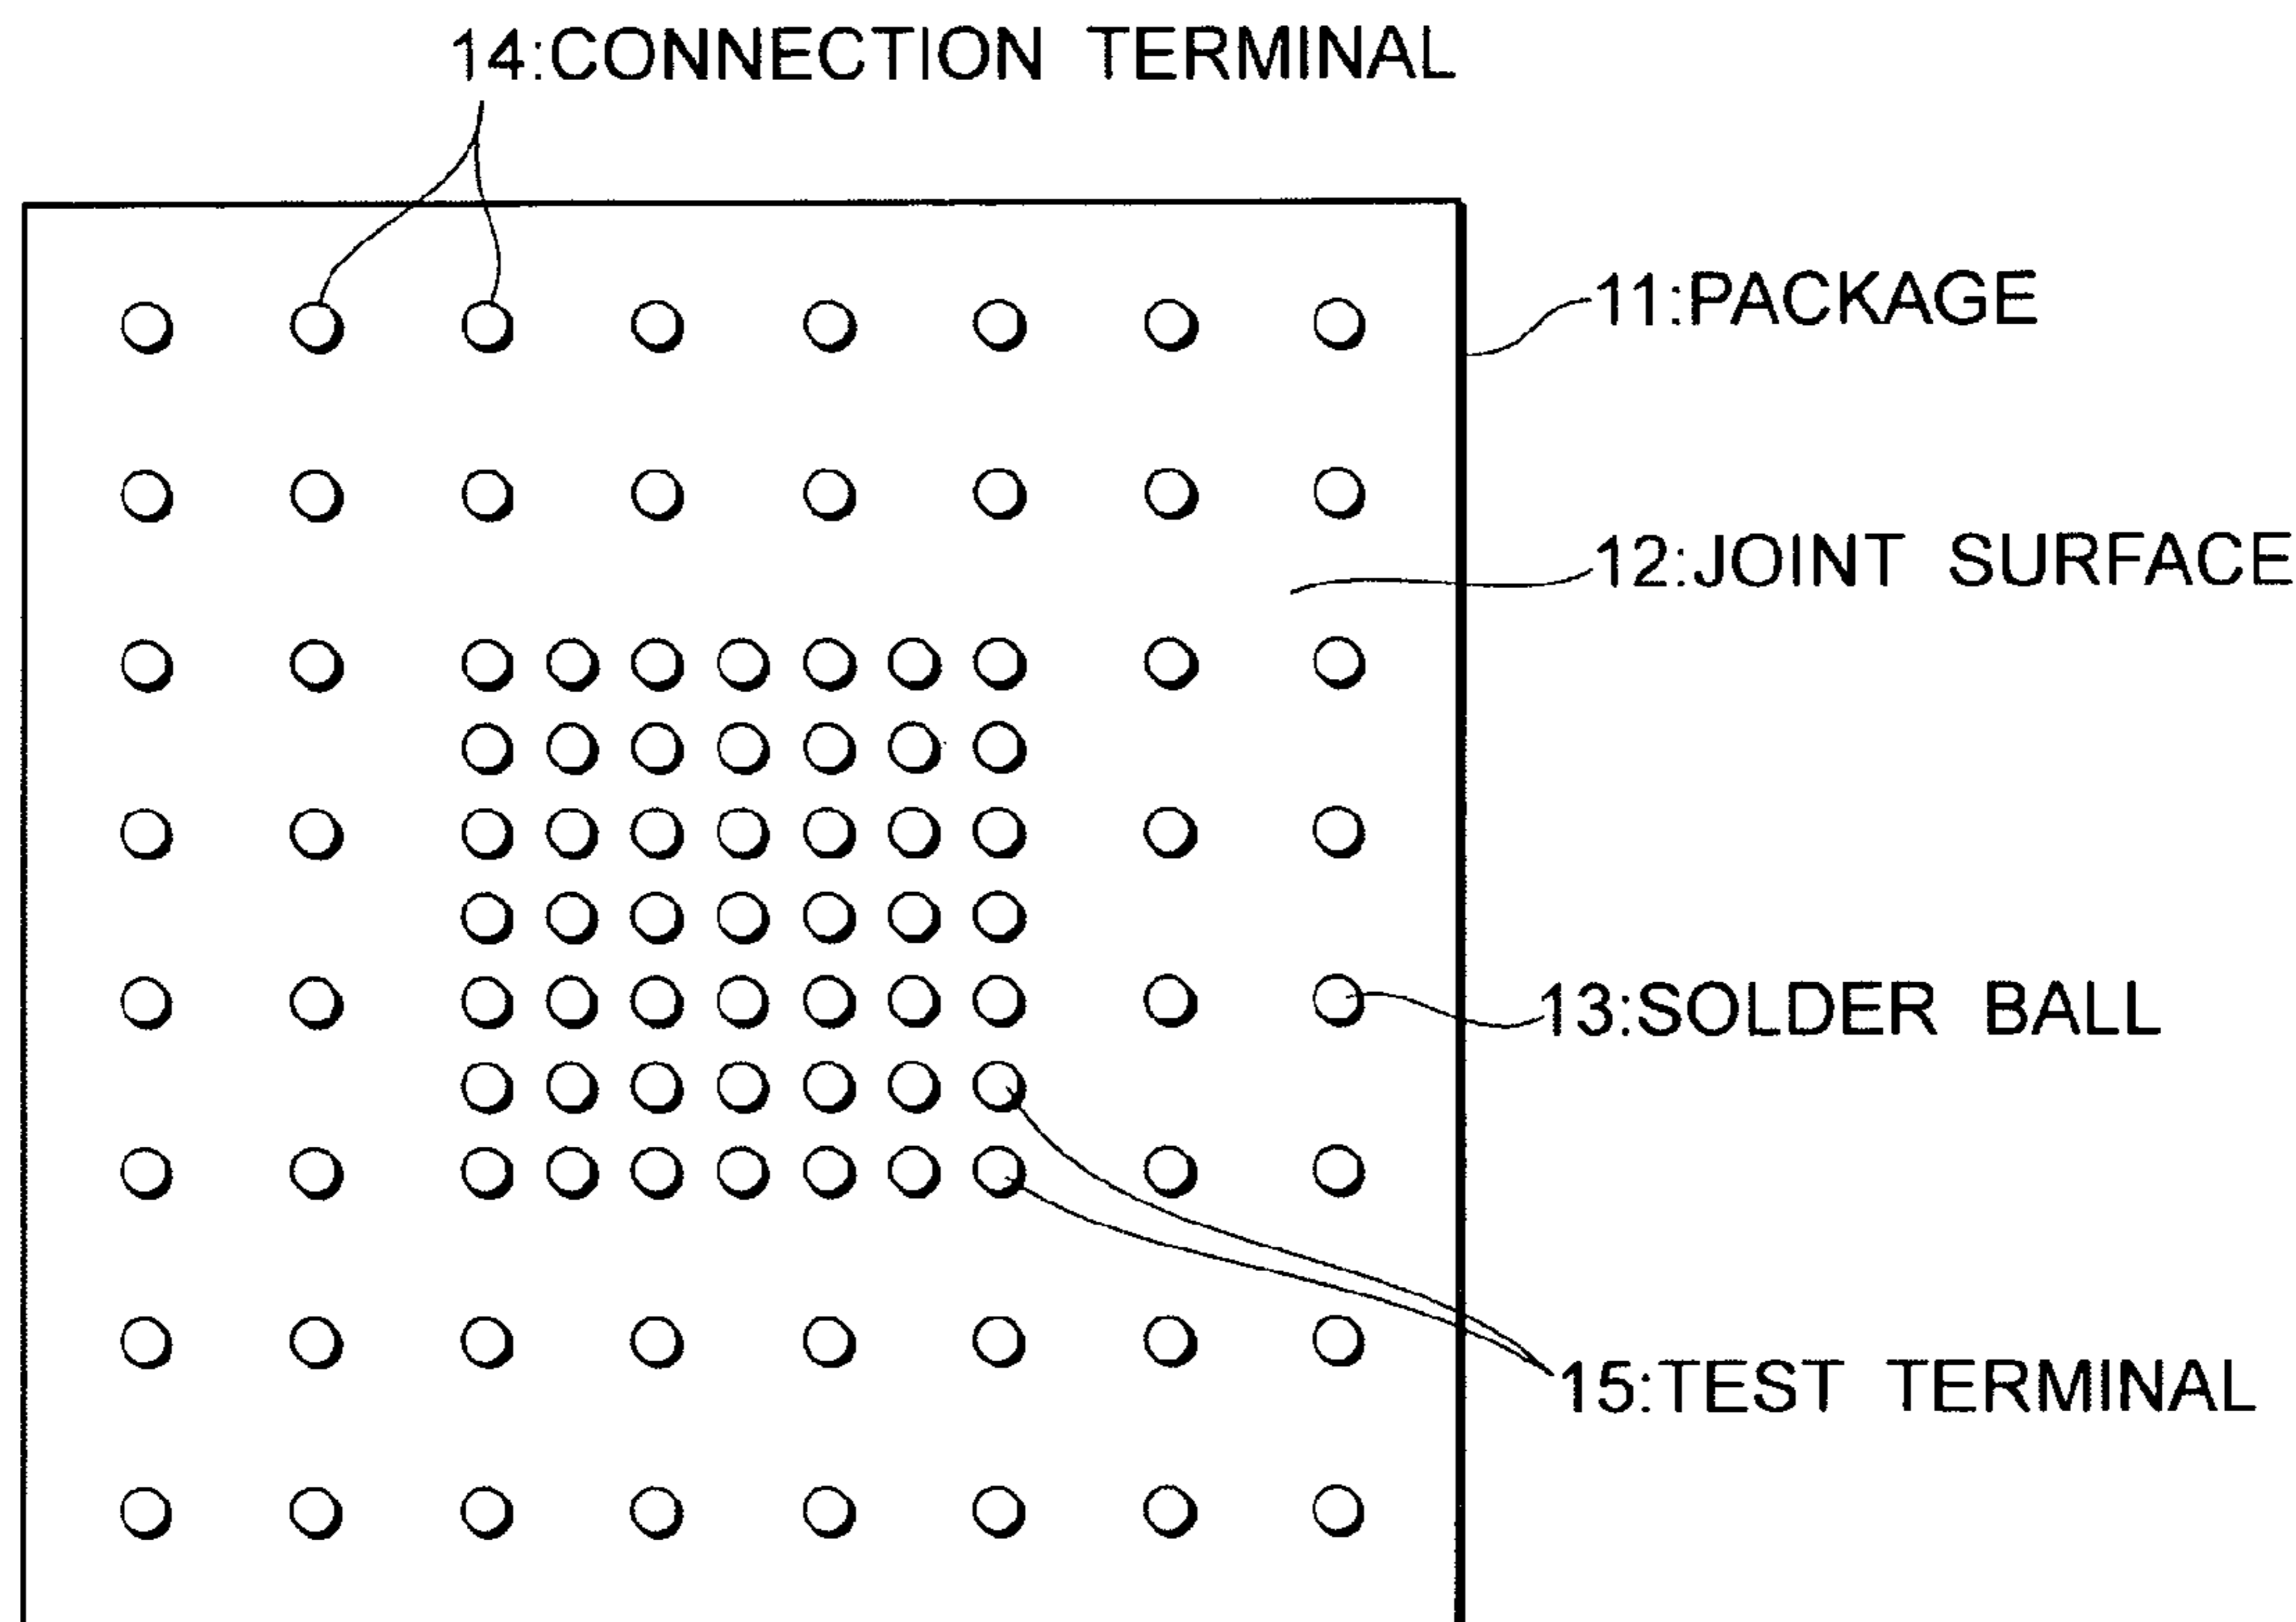 14:CONNECTION TERMINAL
11:PACKAGE
12:JOINT SURFACE
13:SOLDER BALL
15:TEST TERMINAL